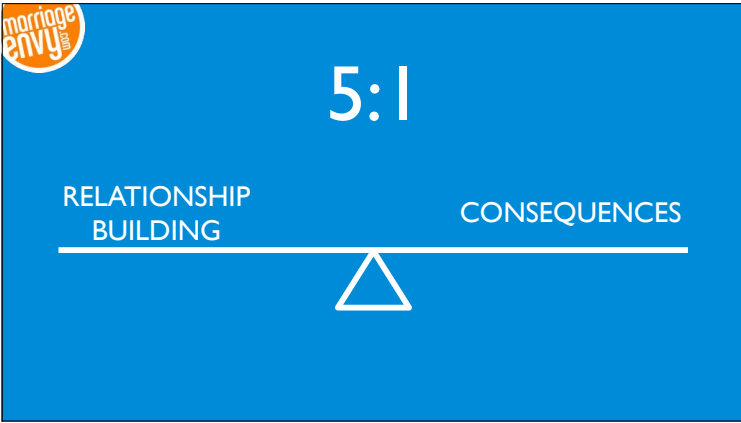 marriage
envy.com
5:1
RELATIONSHIP
BUILDING
CONSEQUENCES